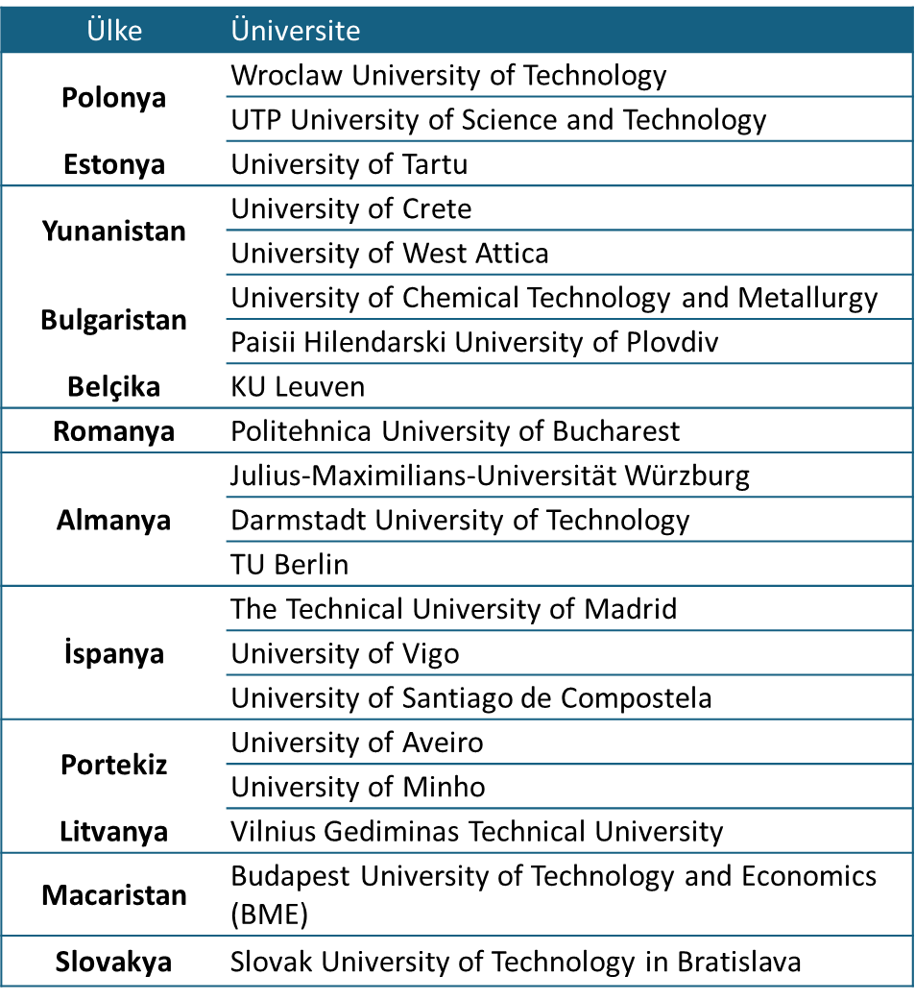 Ülke Üniversite
Polonya
Wroclaw University of Technology
UTP University of Science and Technology
Estonya University of Tartu
Yunanistan
University of Crete
University of West Attica
Bulgaristan
University of Chemical Technology and Metallurgy
Paisii Hilendarski University of Plovdiv
Belçika KU Leuven
Romanya Politehnica University of Bucharest
Almanya
Julius-Maximilians-Universität Würzburg
Darmstadt University of Technology
TU Berlin
İspanya
The Technical University of Madrid
University of Vigo
University of Santiago de Compostela
Portekiz
University of Aveiro
University of Minho
Litvanya Vilnius Gediminas Technical University
Macaristan
Budapest University of Technology and Economics
(BME)
Slovakya Slovak University of Technology in Bratislava